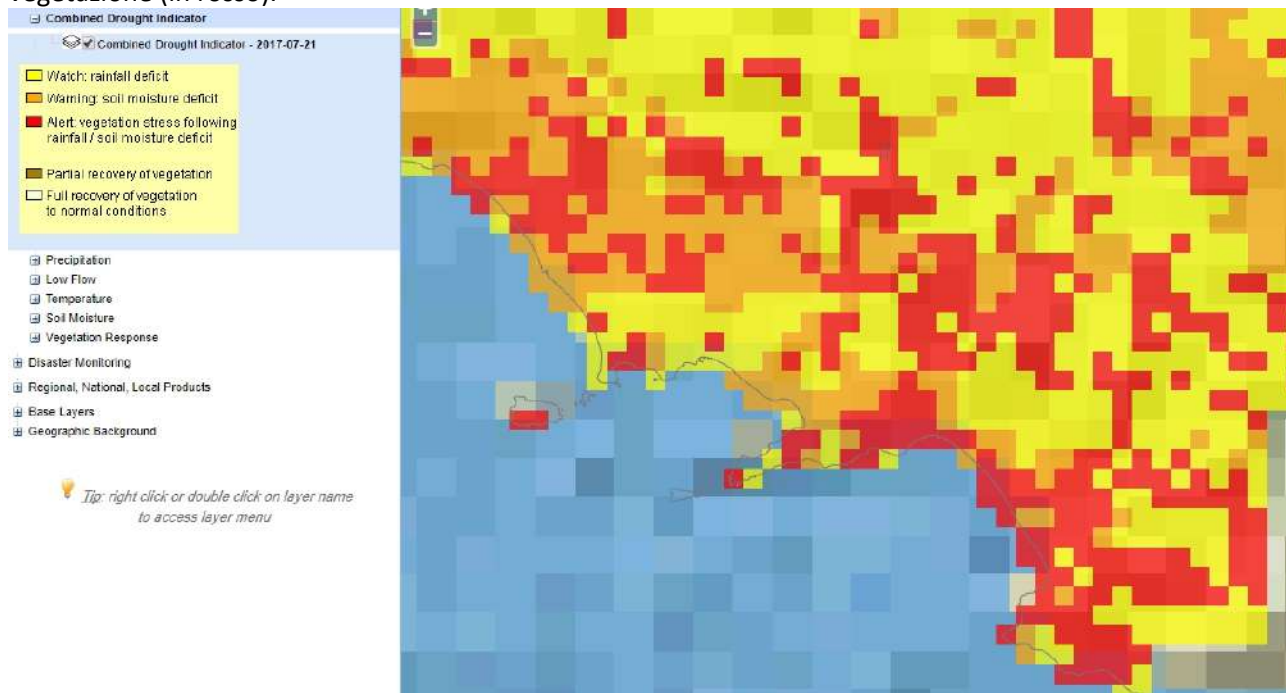 vegetazione (in rosso).
Combined Drought Indicator
Combined Drought Indicator - 2017-07-21
Watch: rainfall deficit
Warning: soil moisture deficit
Alert: vegetation stress following
rainfall / soil moisture deficit
Partial recovery of vegetation
Full recovery of vegetation
to normal conditions
Precipitation
Low Flow
Temperature
Soil Moisture
Vegetation Response
Disaster Monitoring
Regional, National, Local Products
Base Layers
Geographic Background
Tip: right click or double click on layer name
to access layer menu